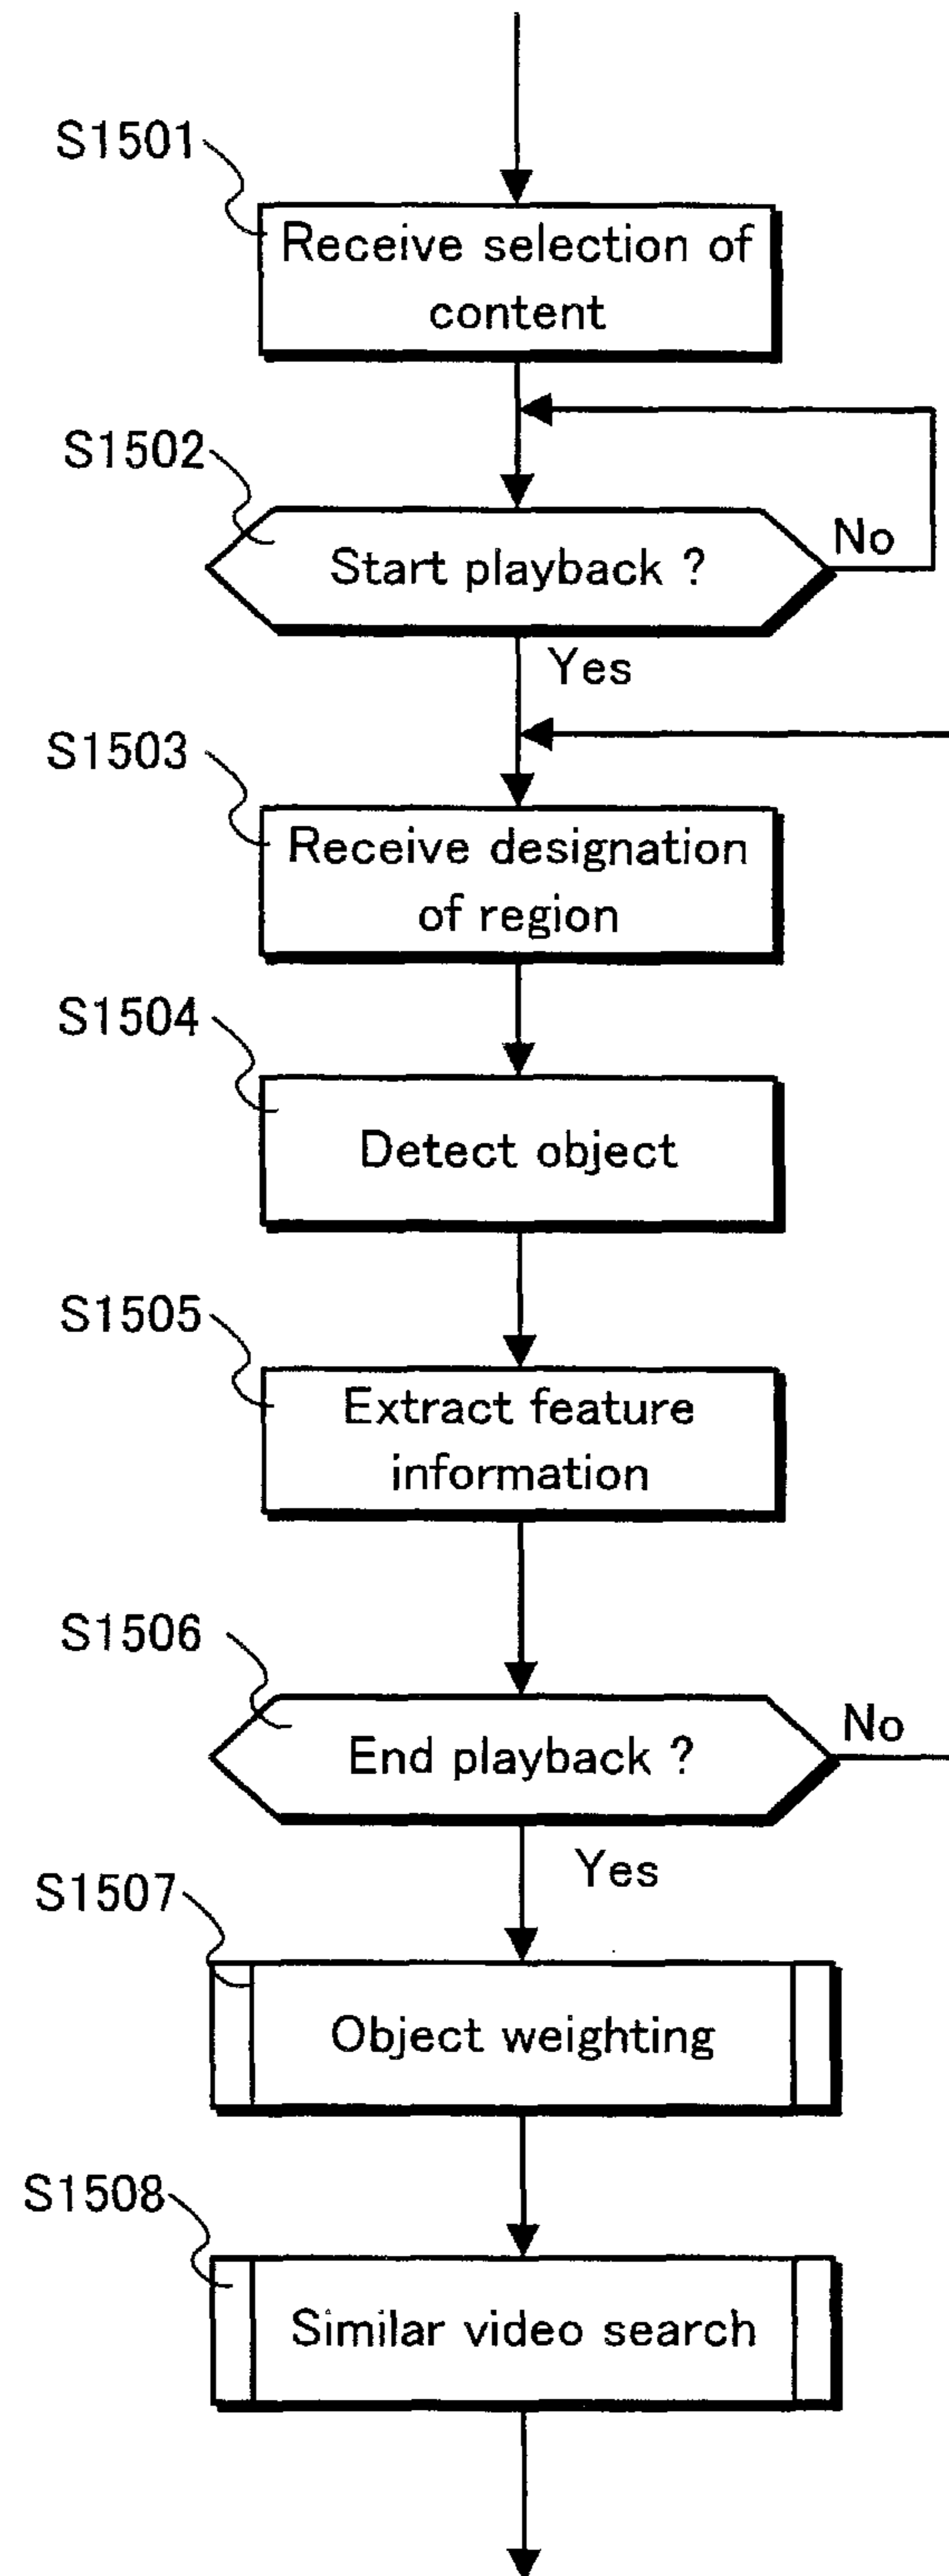 S1501
Receive selection of
content
S1502
Start playback ?
No
Yes
S1503
Receive designation
of region
S1504
Detect object
S1505
Extract feature
information
S1506
End playback ?
No
Yes
S1507
Object weighting
S1508
Similar video search